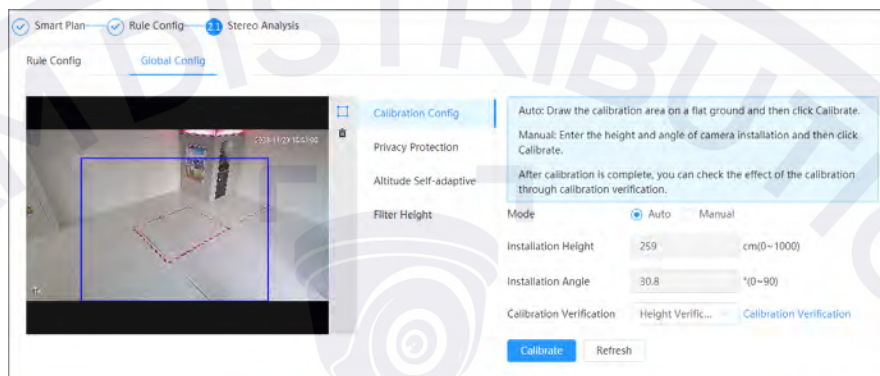 Smart Plan Rule Config 2.1 Stereo Analysis
Rule Config Global Config
Calibration Config
Privacy Protection
Altitude Self-adaptive
Filter Height
Auto: Draw the calibration area on a flat ground and then click Calibrate.
Manual: Enter the height and angle of camera installation and then click
Calibrate.
After calibration is complete, you can check the effect of the calibration
through calibration verification.
Mode Auto Manual
Installation Height 259 cm(0~1000)
Installation Angle 30.8 °(0~90)
Calibration Verification Height Verific... Calibration Verification
Calibrate Refresh